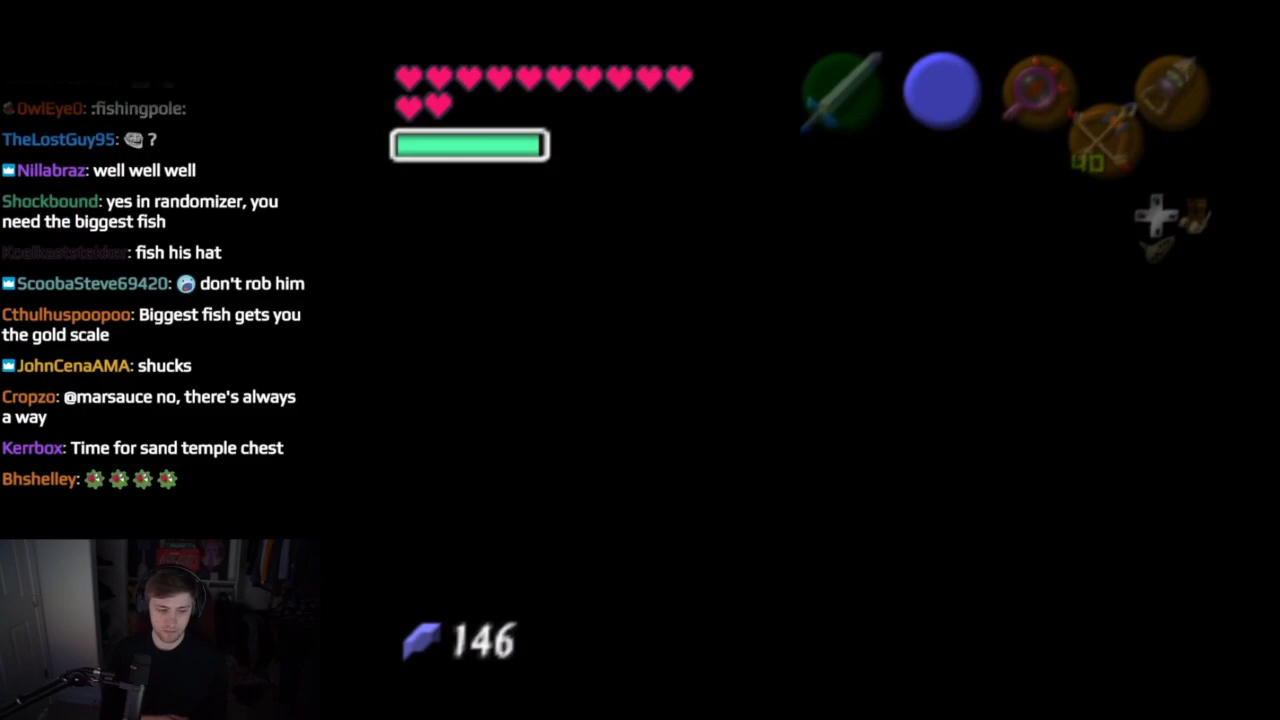 0wlEye0: :fishingpole:
TheLostGuy95: ?
Nillabraz: well well well
Shockbound: yes in randomizer, you
need the biggest fish
: fish his hat
ScoobaSteve69420: don't rob him
Cthulhuspoopoo: Biggest fish gets you
the gold scale
JohnCenaAMA: shucks
Cropzo: @marsauce no, there's always
a way
Kerrbox: Time for sand temple chest
Bhshelley:
40
146